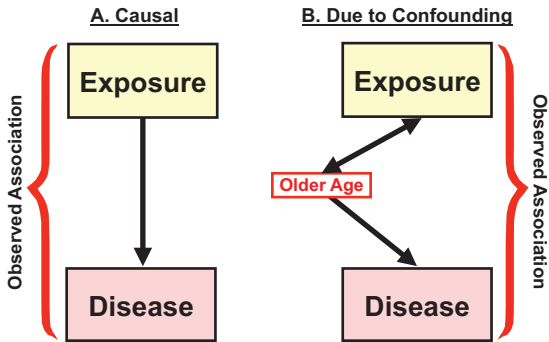 A. Causal
B. Due to Confounding
Observed Association
Exposure
Disease
Exposure
Older Age
Disease
Observed Association